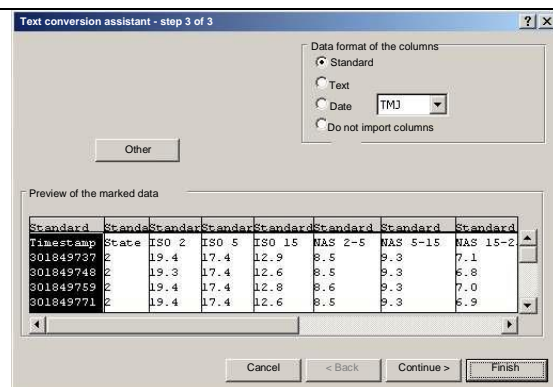 Text conversion assistant - step 3 of 3
Data format of the columns
Standard
Text
Date TMJ
Do not import columns
Other
Preview of the marked data
Standard Standa Standar Standar Standard Standard Standard Standard
Timestamp State ISO 2 ISO 5 ISO 15 NAS 2-5 NAS 5-15 NAS 15-2
301849737 2 19.4 17.4 12.9 8.5 9.3 7.1
301849748 2 19.3 17.4 12.6 8.5 9.3 6.8
301849759 2 19.4 17.4 12.8 8.6 9.3 7.0
301849771 2 19.4 17.4 12.6 8.5 9.3 6.9
Cancel < Back Continue > Finish